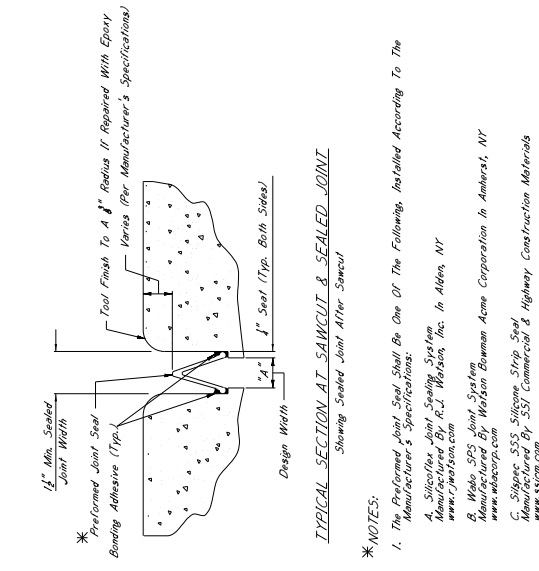 1½" Min. Sealed
Joint Width
Tool Finish To A ⅜" Radius If Repaired With Epoxy
Varies (Per Manufacturer's Specifications)
* Preformed Joint Seal
Bonding Adhesive (Typ.)
"A"
Design Width
" Seat (Typ. Both Sides)
TYPICAL SECTION AT SAWCUT & SEALED JOINT
Showing Sealed Joint After Sawcut
* NOTES:
1. The Preformed Joint Seal Shall Be One Of The Following, Installed According To The
Manufacturer's Specifications:
A. Silicoflex Joint Sealing System
Manufactured By R.J. Watson, Inc. In Alden, NY
www.rjwatson.com
B. Wabo SPS Joint System
Manufactured By Watson Bowman Acme Corporation In Amherst, NY
www.wbacorp.com
C. Silspec SSS Silicone Strip Seal
Manufactured By SSI Commercial & Highway Construction Materials
www.ssicm.com